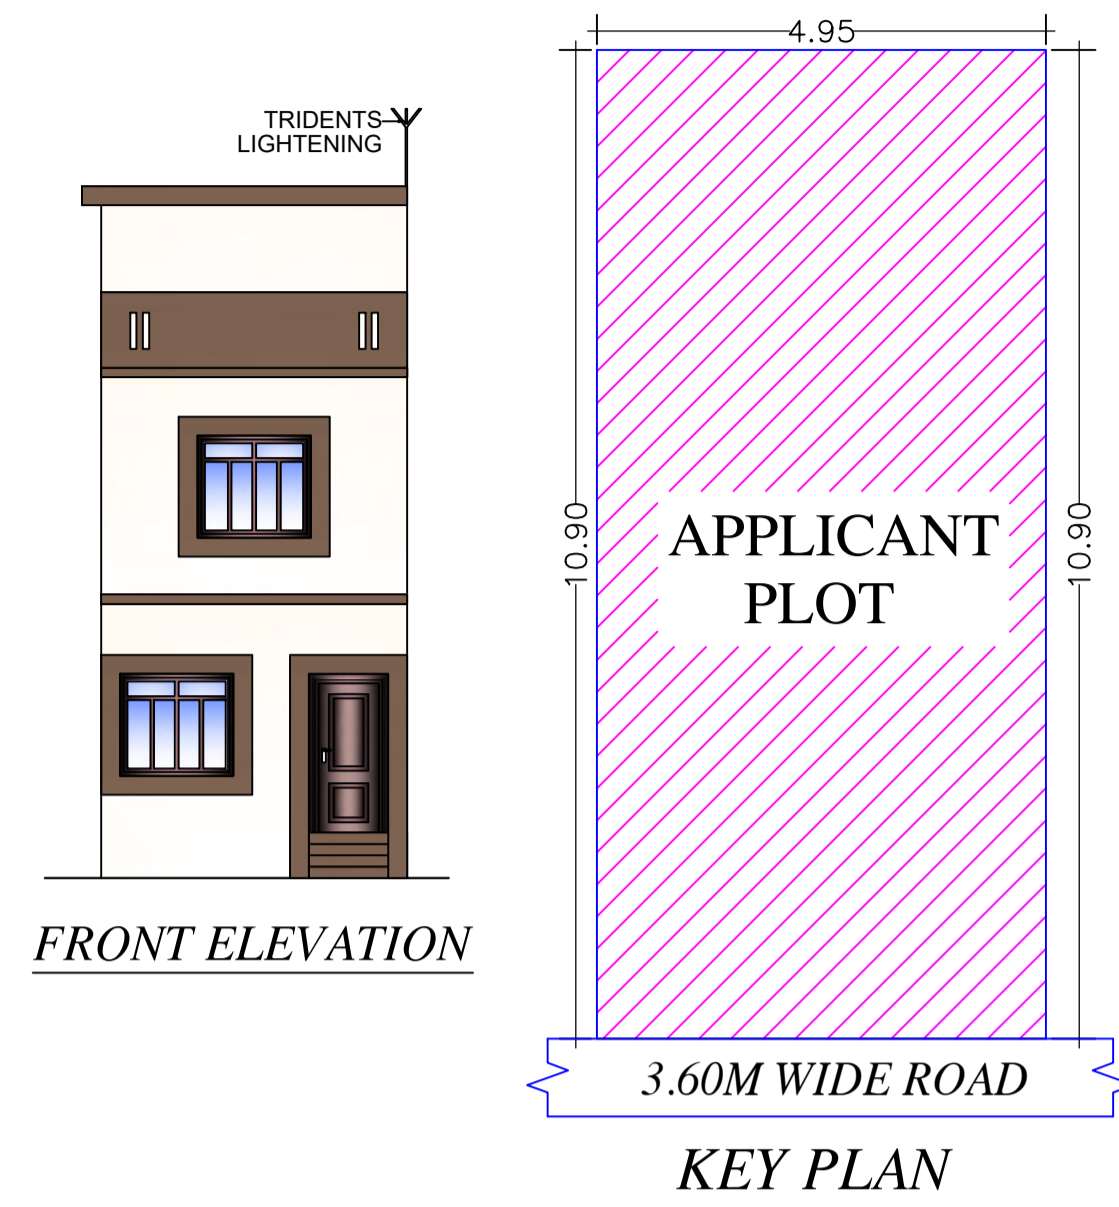 TRIDENTS
LIGHTENING
FRONT ELEVATION
4.95
10.90
10.90
APPLICANT
PLOT
3.60M WIDE ROAD
KEY PLAN